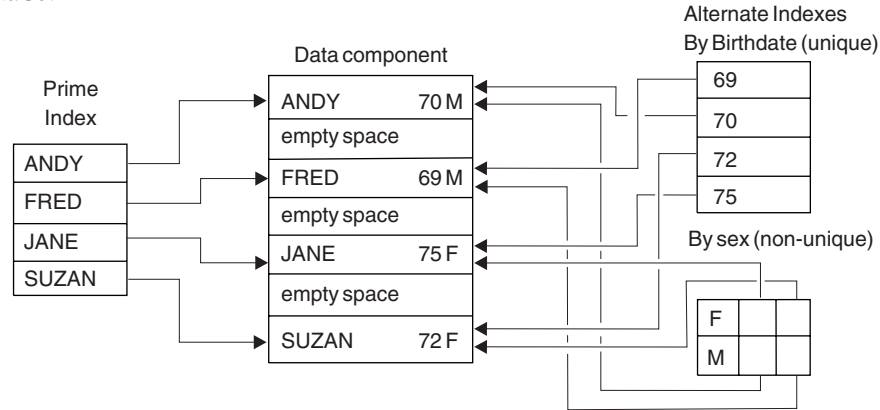 Alternate Indexes
By Birthdate (unique)
Data component
Prime
Index
ANDY
FRED
JANE
SUZAN
ANDY 70 M
empty space
FRED 69 M
empty space
JANE 75 F
empty space
SUZAN 72 F
69
70
72
75
By sex (non-unique)
F
M